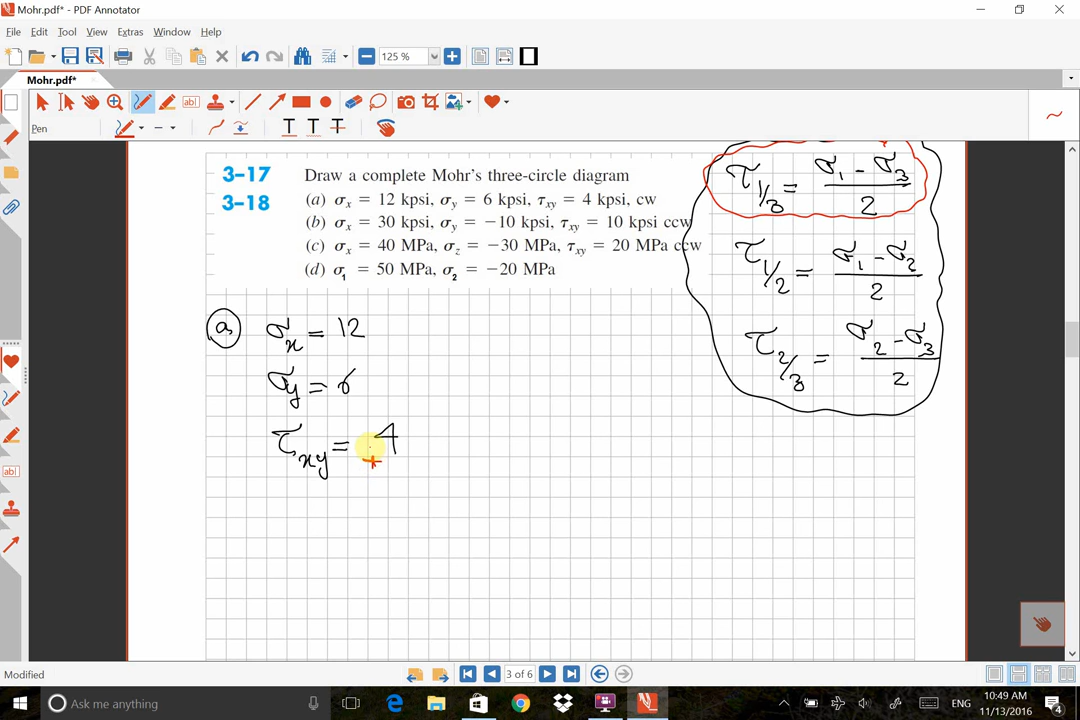 Mohr.pdf* - PDF Annotator
File Edit Tool View Extras Window Help
125 %
Mohr.pdf*
Pen
3–17 Draw a complete Mohr's three-circle diagram
3–18 (a) σx = 12 kpsi, σy = 6 kpsi, τxy = 4 kpsi, cw
(b) σx = 30 kpsi, σy = −10 kpsi, τxy = 10 kpsi ccw
(c) σx = 40 MPa, σz = −30 MPa, τxy = 20 MPa ccw
(d) σ1 = 50 MPa, σ2 = −20 MPa
τ1/3 = σ1 - σ3 / 2
τ1/2 = σ1 - σ2 / 2
τ2/3 = σ2 - σ3 / 2
(a) σx = 12
σy = 6
τxy = 4
3 of 6
Modified
Ask me anything
ENG
10:49 AM
11/13/2016
4